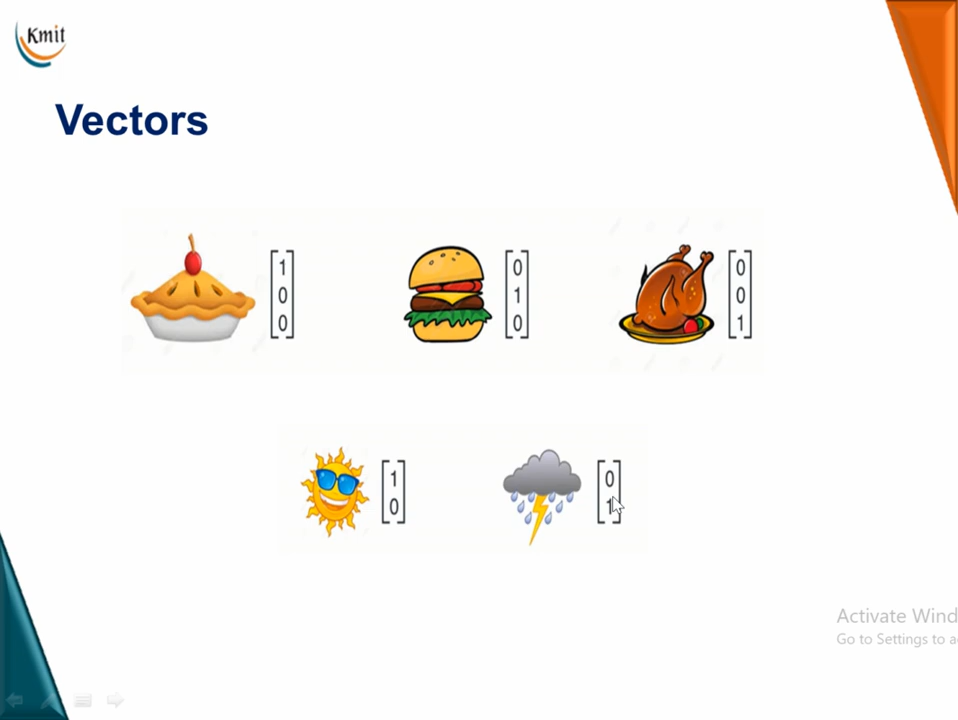 Kmit
Vectors
1 0 0
0 1 0
0 0 1
1 0
0 1
Activate Wind
Go to Settings to a